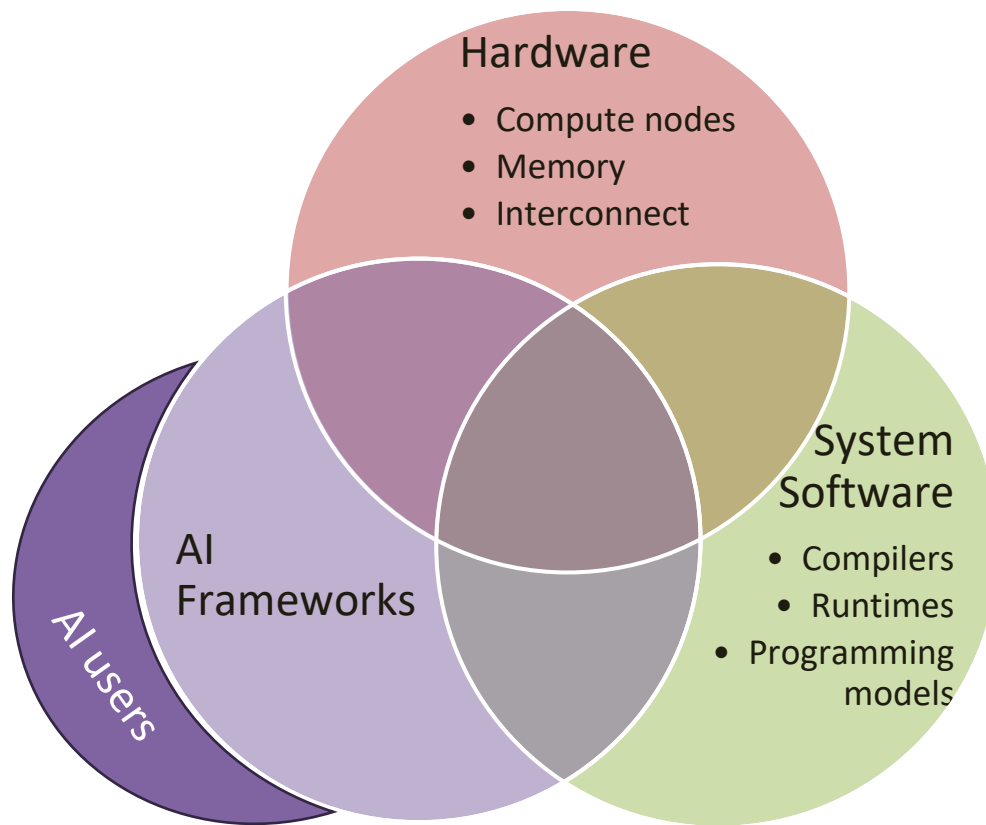 Hardware
• Compute nodes
• Memory
• Interconnect
System
Software
• Compilers
• Runtimes
• Programming
models
AI
Frameworks
AI users